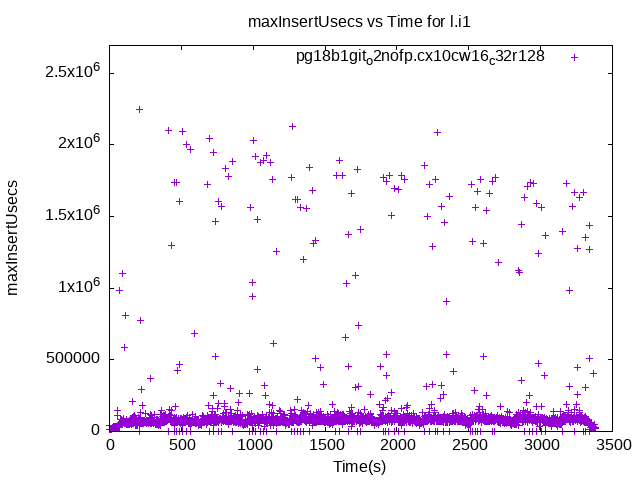 maxInsertUsecs vs Time for l.i1
pg18b1git_o2nofp.cx10cw16_c32r128
maxInsertUsecs
2.5x10^6
2x10^6
1.5x10^6
1x10^6
500000
0
0 500 1000 1500 2000 2500 3000 3500
Time(s)